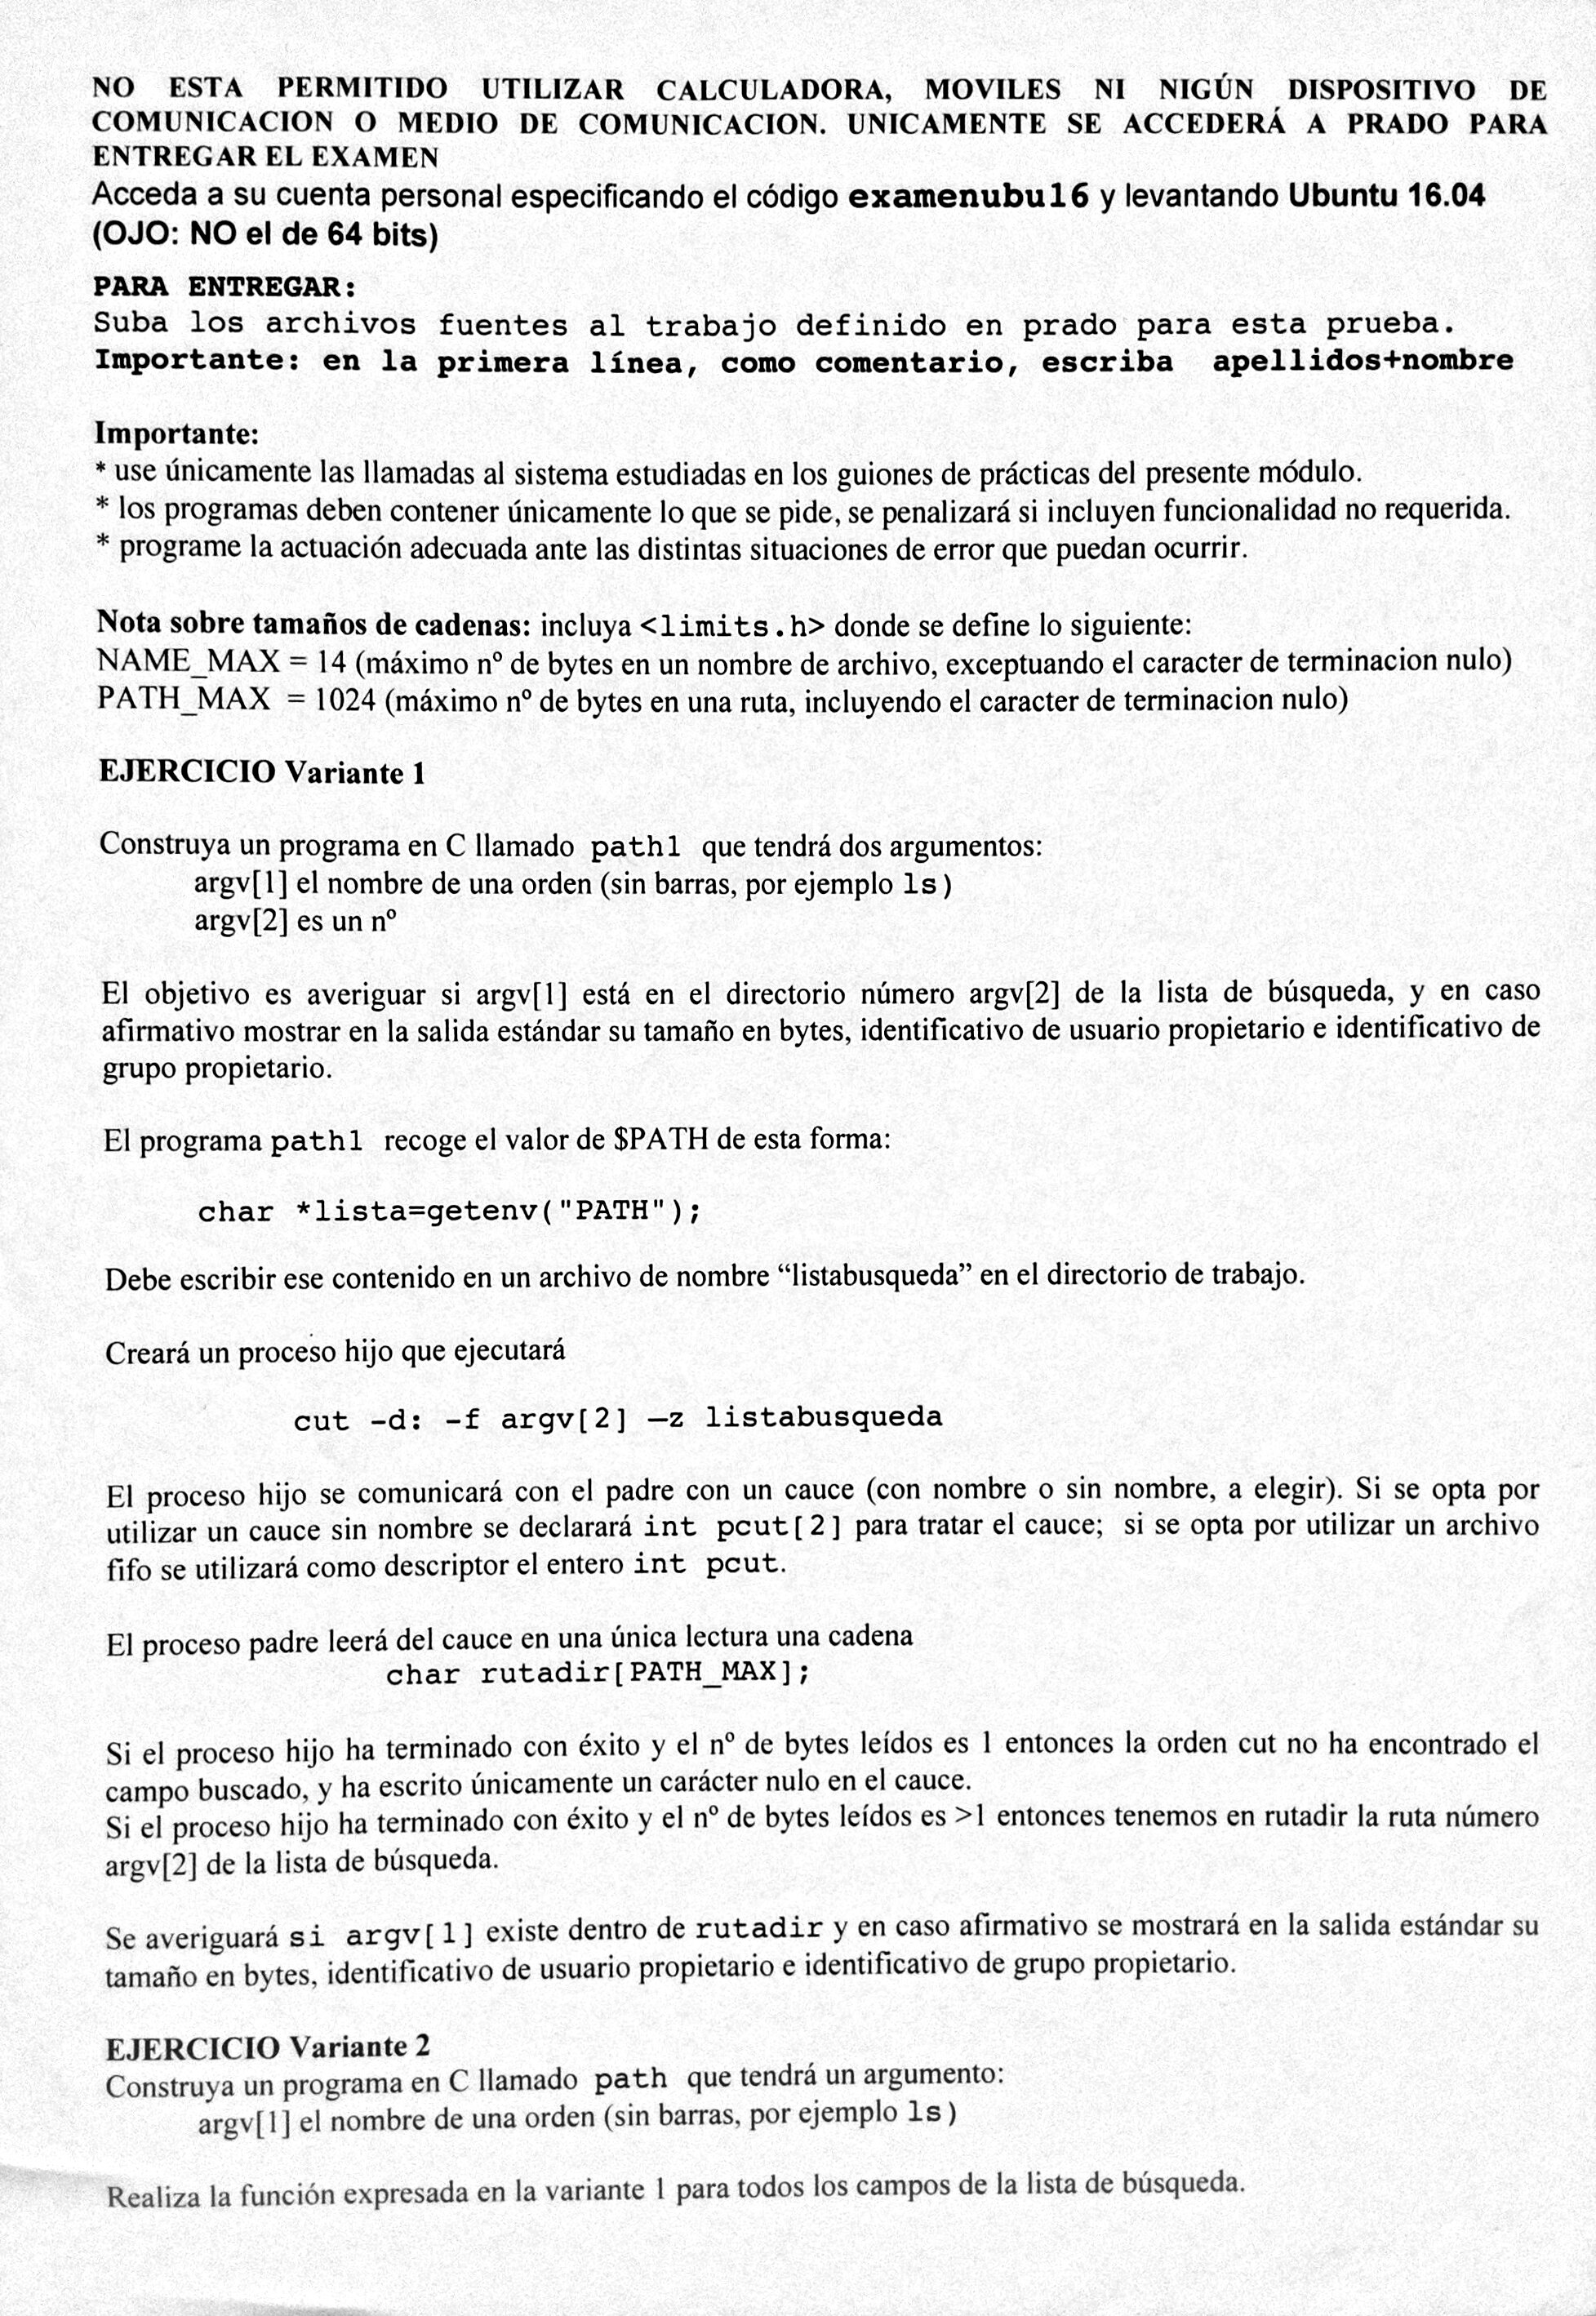 NO ESTA PERMITIDO UTILIZAR CALCULADORA, MOVILES NI NIGÚN DISPOSITIVO DE
COMUNICACION O MEDIO DE COMUNICACION. UNICAMENTE SE ACCEDERÁ A PRADO PARA
ENTREGAR EL EXAMEN
Acceda a su cuenta personal especificando el código examenubu16 y levantando Ubuntu 16.04
(OJO: NO el de 64 bits)
PARA ENTREGAR:
Suba los archivos fuentes al trabajo definido en prado para esta prueba.
Importante: en la primera línea, como comentario, escriba apellidos+nombre
Importante:
* use únicamente las llamadas al sistema estudiadas en los guiones de prácticas del presente módulo.
* los programas deben contener únicamente lo que se pide, se penalizará si incluyen funcionalidad no requerida.
* programe la actuación adecuada ante las distintas situaciones de error que puedan ocurrir.
Nota sobre tamaños de cadenas: incluya <limits.h> donde se define lo siguiente:
NAME_MAX = 14 (máximo nº de bytes en un nombre de archivo, exceptuando el caracter de terminacion nulo)
PATH_MAX = 1024 (máximo nº de bytes en una ruta, incluyendo el caracter de terminacion nulo)
EJERCICIO Variante 1
Construya un programa en C llamado path1 que tendrá dos argumentos:
argv[1] el nombre de una orden (sin barras, por ejemplo ls)
argv[2] es un nº
El objetivo es averiguar si argv[1] está en el directorio número argv[2] de la lista de búsqueda, y en caso
afirmativo mostrar en la salida estándar su tamaño en bytes, identificativo de usuario propietario e identificativo de
grupo propietario.
El programa path1 recoge el valor de $PATH de esta forma:
char *lista=getenv("PATH");
Debe escribir ese contenido en un archivo de nombre “listabusqueda” en el directorio de trabajo.
Creará un proceso hijo que ejecutará
cut -d: -f argv[2] –z listabusqueda
El proceso hijo se comunicará con el padre con un cauce (con nombre o sin nombre, a elegir). Si se opta por
utilizar un cauce sin nombre se declarará int pcut[2] para tratar el cauce; si se opta por utilizar un archivo
fifo se utilizará como descriptor el entero int pcut.
El proceso padre leerá del cauce en una única lectura una cadena
char rutadir[PATH_MAX];
Si el proceso hijo ha terminado con éxito y el nº de bytes leídos es 1 entonces la orden cut no ha encontrado el
campo buscado, y ha escrito únicamente un carácter nulo en el cauce.
Si el proceso hijo ha terminado con éxito y el nº de bytes leídos es >1 entonces tenemos en rutadir la ruta número
argv[2] de la lista de búsqueda.
Se averiguará si argv[1] existe dentro de rutadir y en caso afirmativo se mostrará en la salida estándar su
tamaño en bytes, identificativo de usuario propietario e identificativo de grupo propietario.
EJERCICIO Variante 2
Construya un programa en C llamado path que tendrá un argumento:
argv[1] el nombre de una orden (sin barras, por ejemplo ls)
Realiza la función expresada en la variante 1 para todos los campos de la lista de búsqueda.